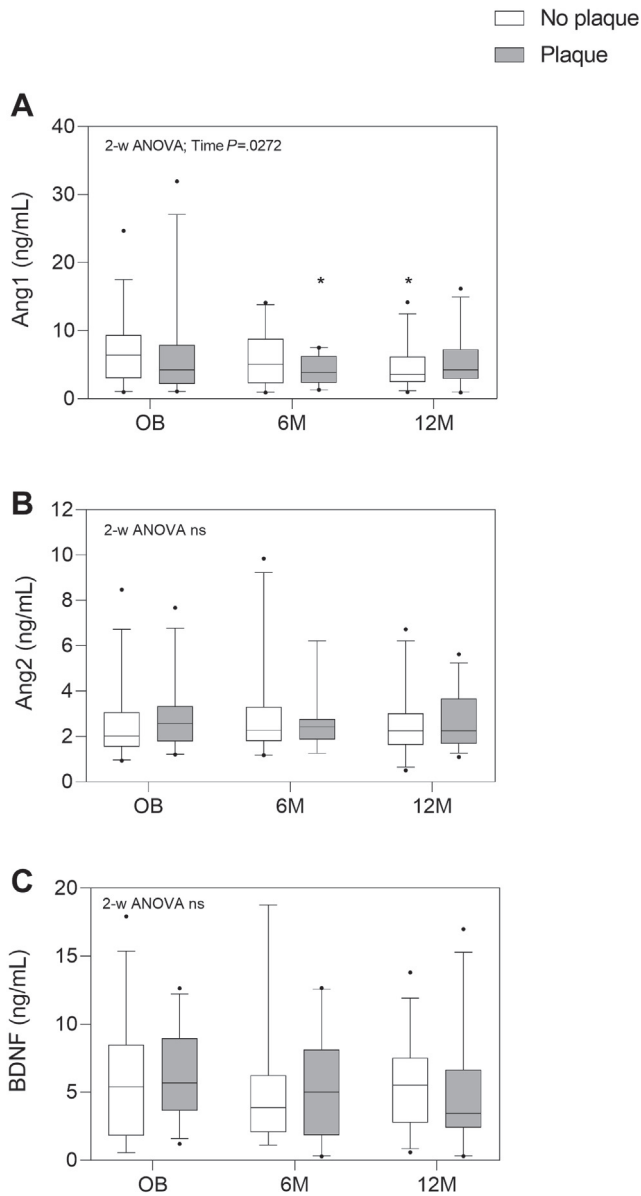 No plaque
Plaque
A
2-w ANOVA; Time P=.0272
Ang1 (ng/mL)
40
30
20
10
0
*
*
OB 6M 12M
B
2-w ANOVA ns
Ang2 (ng/mL)
12
10
8
6
4
2
0
OB 6M 12M
C
2-w ANOVA ns
BDNF (ng/mL)
20
15
10
5
0
OB 6M 12M